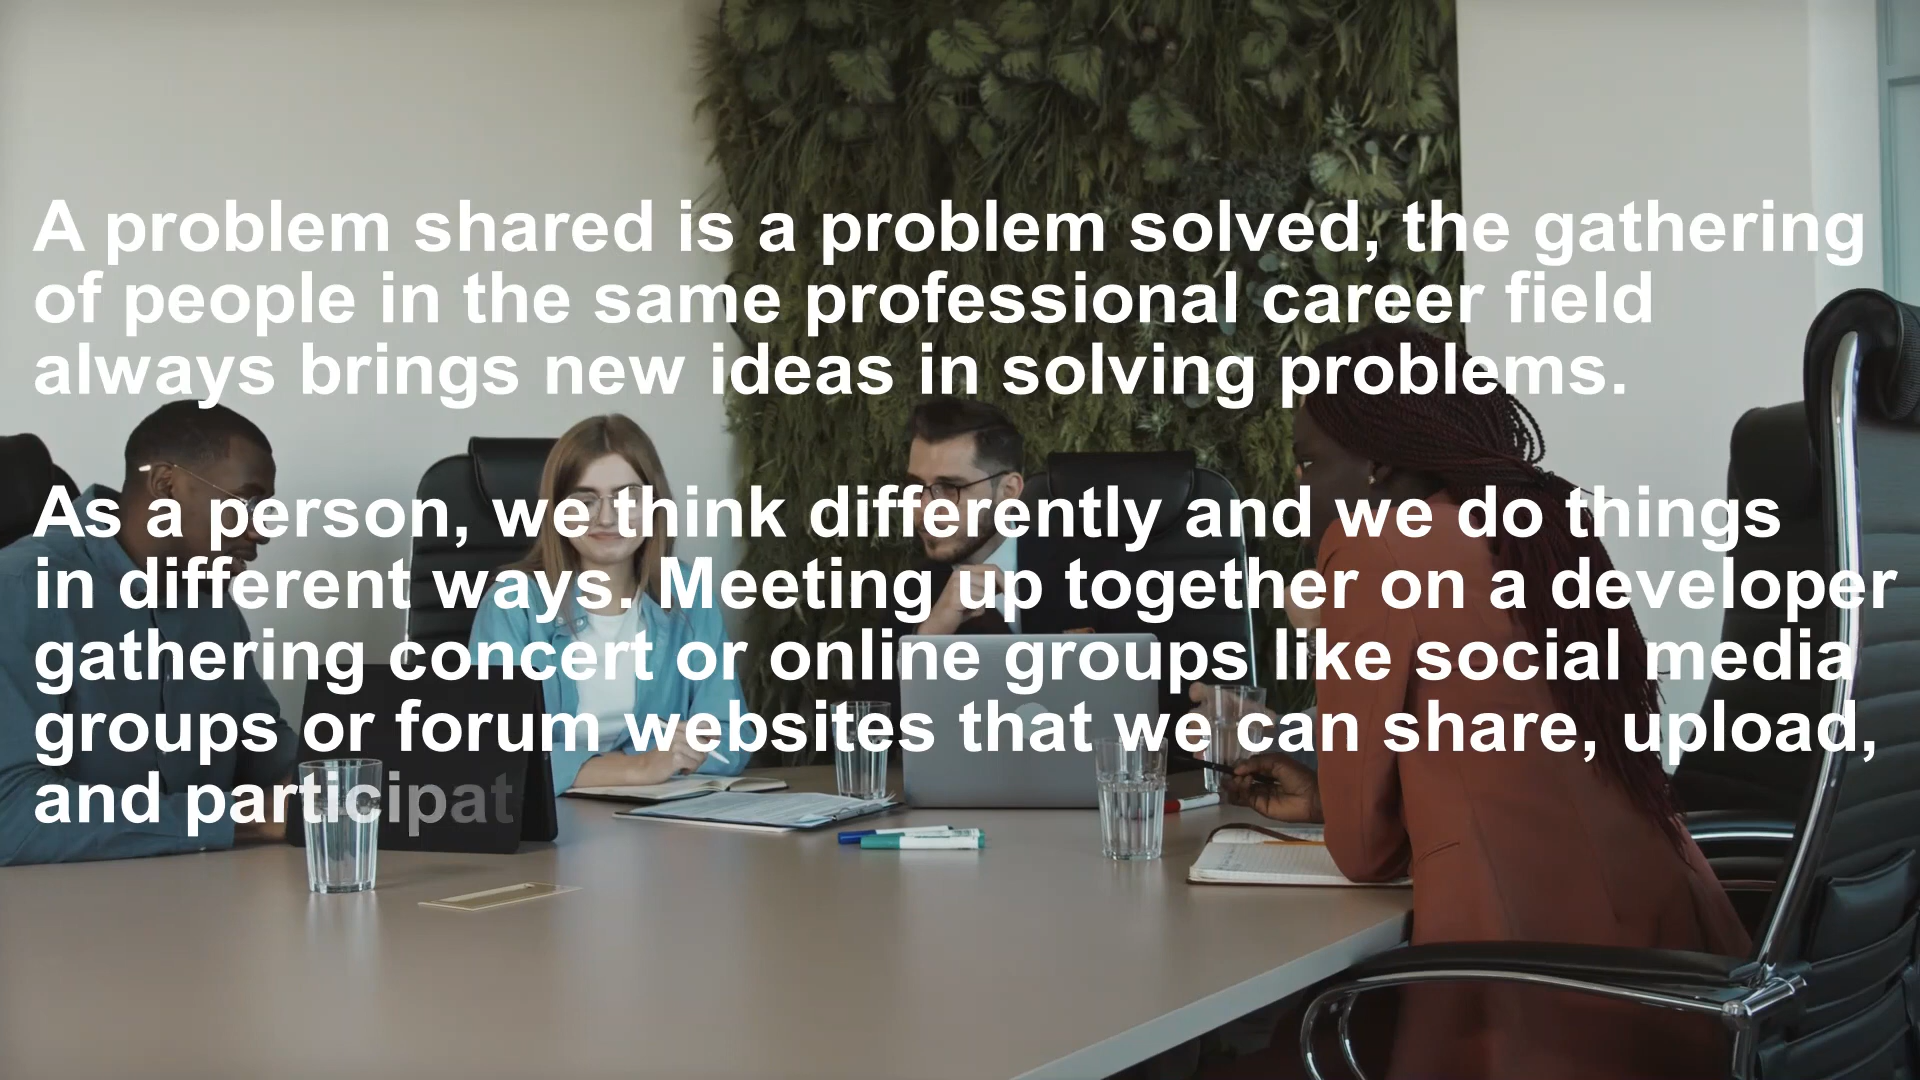 A problem shared is a problem solved, the gathering
of people in the same professional career field
always brings new ideas in solving problems.
As a person, we think differently and we do things
in different ways. Meeting up together on a developer
gathering concert or online groups like social media
groups or forum websites that we can share, upload,
and participat